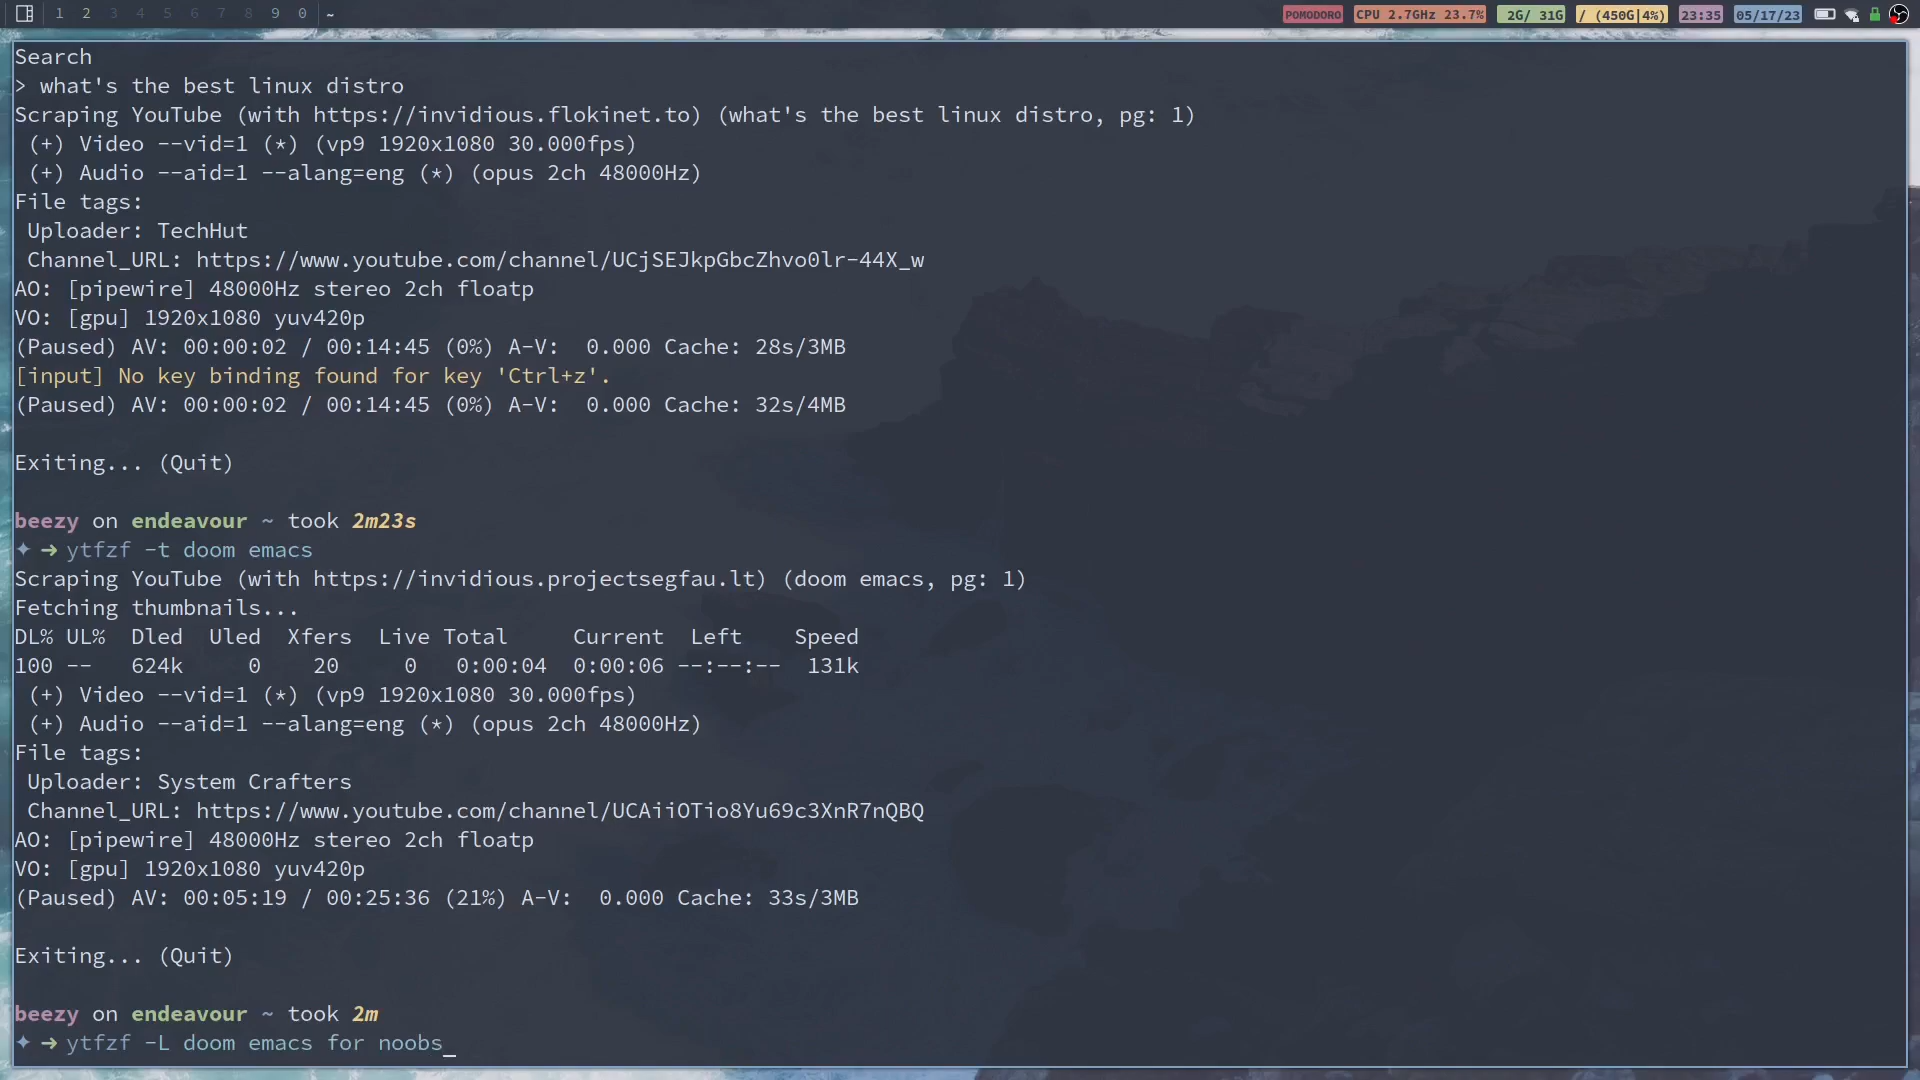 1 2 3 4 5 6 7 8 9 0 ~ POMODORO CPU 2.7GHz 23.7% 2G/ 31G / (450G|4%) 23:35 05/17/23
Search
> what's the best linux distro
Scraping YouTube (with https://invidious.flokinet.to) (what's the best linux distro, pg: 1)
(+) Video --vid=1 (*) (vp9 1920x1080 30.000fps)
(+) Audio --aid=1 --alang=eng (*) (opus 2ch 48000Hz)
File tags:
Uploader: TechHut
Channel_URL: https://www.youtube.com/channel/UCjSEJkpGbcZhvo0lr-44X_w
AO: [pipewire] 48000Hz stereo 2ch floatp
VO: [gpu] 1920x1080 yuv420p
(Paused) AV: 00:00:02 / 00:14:45 (0%) A-V:  0.000 Cache: 28s/3MB
[input] No key binding found for key 'Ctrl+z'.
(Paused) AV: 00:00:02 / 00:14:45 (0%) A-V:  0.000 Cache: 32s/4MB
Exiting... (Quit)
beezy on endeavour ~ took 2m23s
✦ ➜ ytfzf -t doom emacs
Scraping YouTube (with https://invidious.projectsegfau.lt) (doom emacs, pg: 1)
Fetching thumbnails...
DL% UL%  Dled  Uled  Xfers  Live Total     Current  Left    Speed
100 --   624k     0    20     0   0:00:04  0:00:06 --:--:--  131k
(+) Video --vid=1 (*) (vp9 1920x1080 30.000fps)
(+) Audio --aid=1 --alang=eng (*) (opus 2ch 48000Hz)
File tags:
Uploader: System Crafters
Channel_URL: https://www.youtube.com/channel/UCAiiOTio8Yu69c3XnR7nQBQ
AO: [pipewire] 48000Hz stereo 2ch floatp
VO: [gpu] 1920x1080 yuv420p
(Paused) AV: 00:05:19 / 00:25:36 (21%) A-V:  0.000 Cache: 33s/3MB
Exiting... (Quit)
beezy on endeavour ~ took 2m
✦ ➜ ytfzf -L doom emacs for noobs_